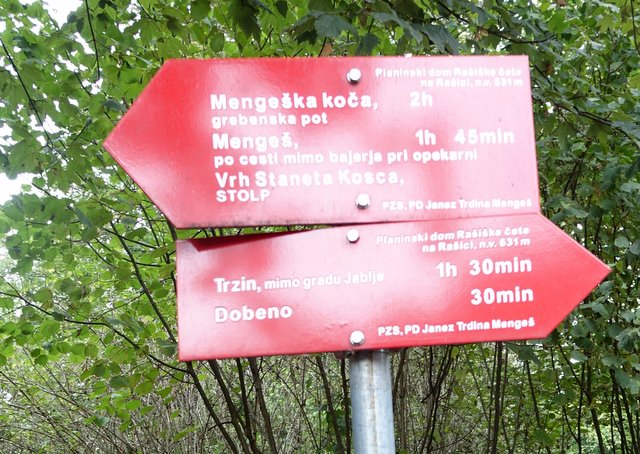 Planinski dom Rašiške čete
na Rašici, n.v. 631 m
Mengeška koča, 2h
grebenska pot
Mengeš, 1h 45min
po cesti mimo bajerja pri opekarni
Vrh Staneta Kosca,
STOLP
PZS, PD Janez Trdina Mengeš
Planinski dom Rašiške čete
na Rašici, n.v. 631 m
Trzin, mimo gradu Jablje 1h 30min
Dobeno 30min
PZS, PD Janez Trdina Mengeš